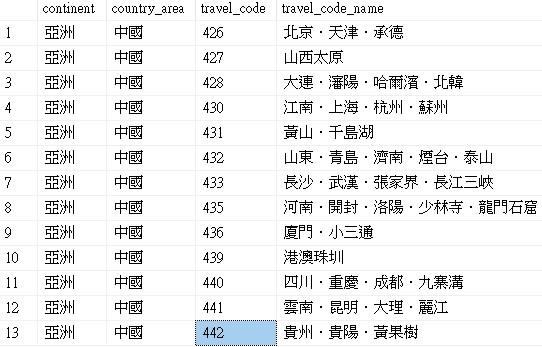 continent country_area travel_code travel_code_name
1 亞洲 中國 426 北京‧天津‧承德
2 亞洲 中國 427 山西太原
3 亞洲 中國 428 大連‧瀋陽‧哈爾濱‧北韓
4 亞洲 中國 430 江南‧上海‧杭州‧蘇州
5 亞洲 中國 431 黃山‧千島湖
6 亞洲 中國 432 山東‧青島‧濟南‧煙台‧泰山
7 亞洲 中國 433 長沙‧武漢‧張家界‧長江三峽
8 亞洲 中國 435 河南‧開封‧洛陽‧少林寺‧龍門石窟
9 亞洲 中國 436 廈門‧小三通
10 亞洲 中國 439 港澳珠圳
11 亞洲 中國 440 四川‧重慶‧成都‧九寨溝
12 亞洲 中國 441 雲南‧昆明‧大理‧麗江
13 亞洲 中國 442 貴州‧貴陽‧黃果樹